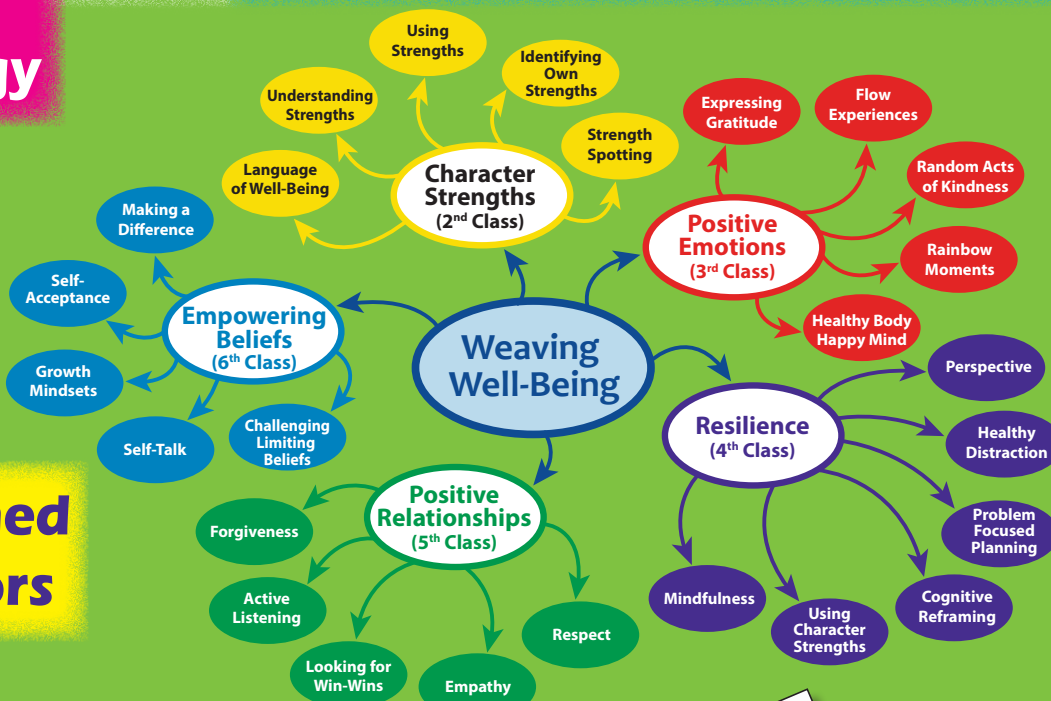 gy
ned
ors
Weaving
Well-Being
Character
Strengths
(2nd Class)
Language
of Well-Being
Understanding
Strengths
Using
Strengths
Identifying
Own
Strengths
Strength
Spotting
Positive
Emotions
(3rd Class)
Expressing
Gratitude
Flow
Experiences
Random Acts
of Kindness
Rainbow
Moments
Healthy Body
Happy Mind
Resilience
(4th Class)
Perspective
Healthy
Distraction
Problem
Focused
Planning
Cognitive
Reframing
Using
Character
Strengths
Mindfulness
Positive
Relationships
(5th Class)
Respect
Empathy
Looking for
Win-Wins
Active
Listening
Forgiveness
Empowering
Beliefs
(6th Class)
Challenging
Limiting
Beliefs
Self-Talk
Growth
Mindsets
Self-
Acceptance
Making a
Difference